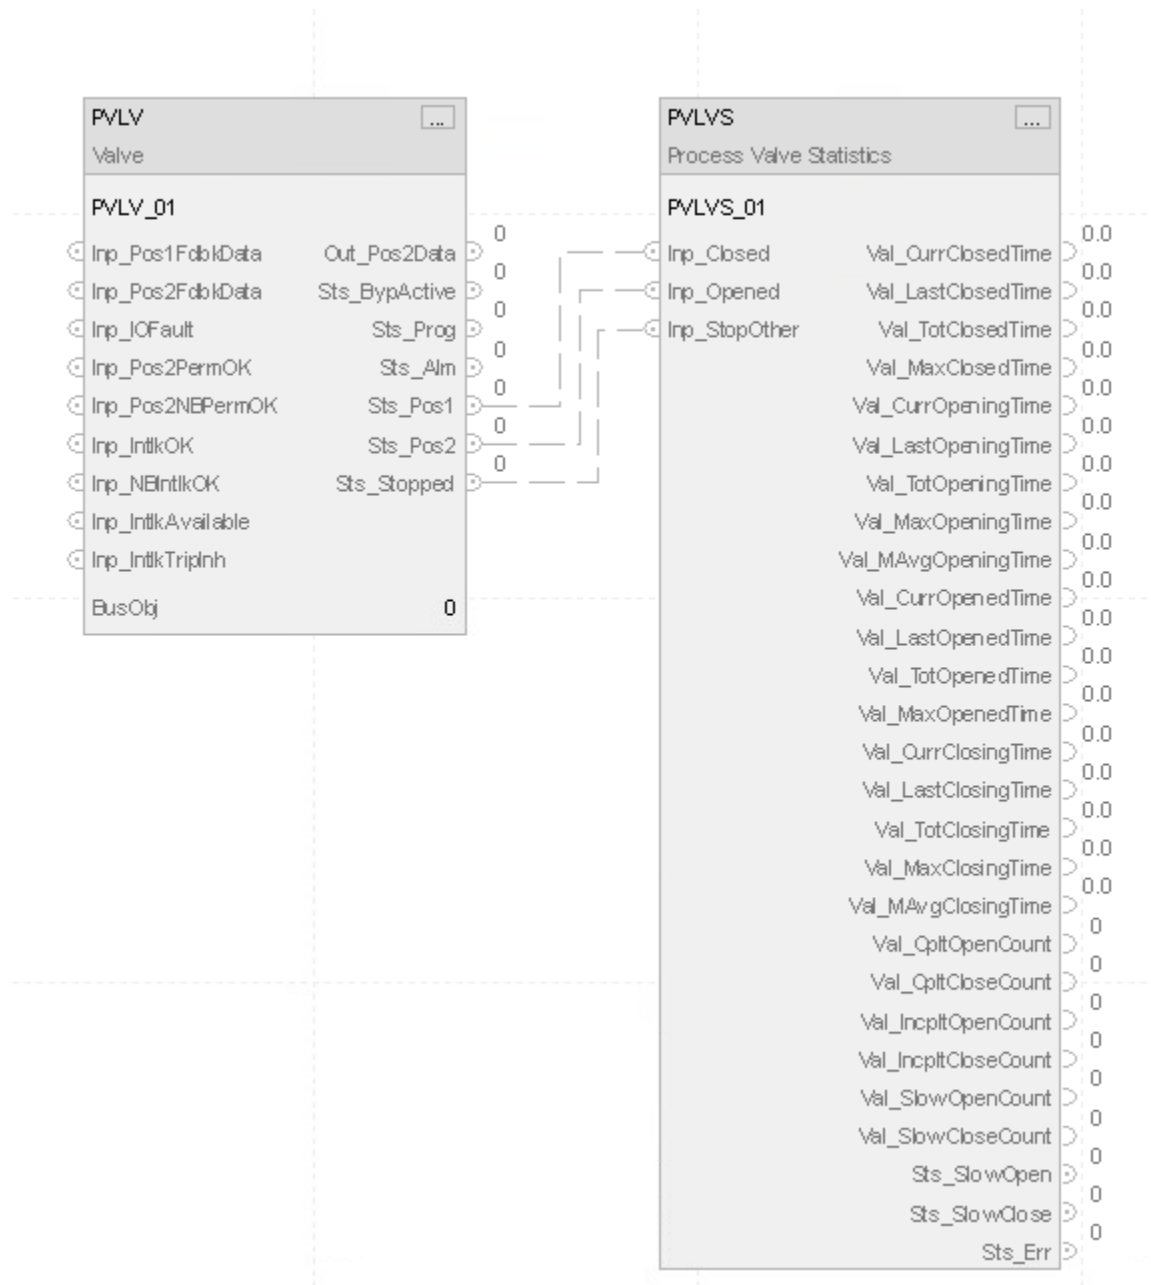 PVLV ...
Valve
PVLV_01
Inp_Pos1FdbkData Out_Pos2Data 0
Inp_Pos2FdbkData Sts_BypActive 0
Inp_IOFault Sts_Prog 0
Inp_Pos2PermOK Sts_Alm 0
Inp_Pos2NBPermOK Sts_Pos1 0
Inp_IntlkOK Sts_Pos2 0
Inp_NBIntlkOK Sts_Stopped 0
Inp_IntlkAvailable
Inp_IntlkTripInh
BusObj 0
PVLVS ...
Process Valve Statistics
PVLVS_01
Inp_Closed Val_CurrClosedTime 0.0
Inp_Opened Val_LastClosedTime 0.0
Inp_StopOther Val_TotClosedTime 0.0
Val_MaxClosedTime 0.0
Val_CurrOpeningTime 0.0
Val_LastOpeningTime 0.0
Val_TotOpeningTime 0.0
Val_MaxOpeningTime 0.0
Val_MAvgOpeningTime 0.0
Val_CurrOpenedTime 0.0
Val_LastOpenedTime 0.0
Val_TotOpenedTime 0.0
Val_MaxOpenedTime 0.0
Val_CurrClosingTime 0.0
Val_LastClosingTime 0.0
Val_TotClosingTime 0.0
Val_MaxClosingTime 0.0
Val_MAvgClosingTime 0.0
Val_CpltOpenCount 0
Val_CpltCloseCount 0
Val_IncpltOpenCount 0
Val_IncpltCloseCount 0
Val_SlowOpenCount 0
Val_SlowCloseCount 0
Sts_SlowOpen 0
Sts_SlowClose 0
Sts_Err 0